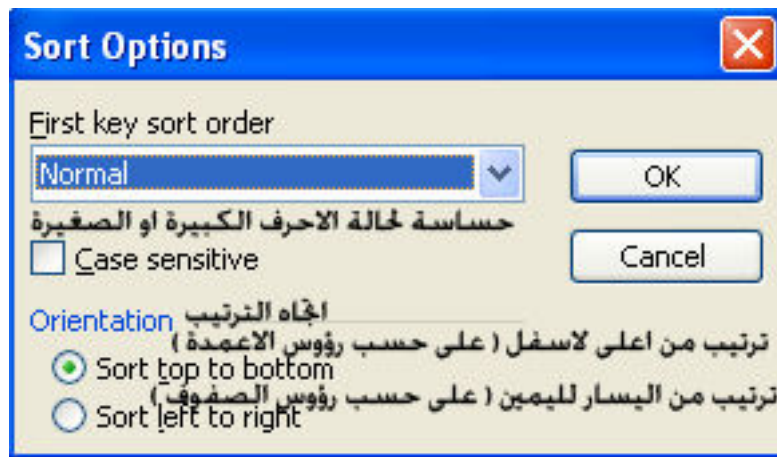 Sort Options
First key sort order
Normal
OK
حساسة لحالة الاحرف الكبيرة او الصغيرة
Case sensitive
Cancel
Orientation اتجاه الترتيب
ترتيب من اعلى لاسفل ( على حسب رؤوس الاعمدة )
Sort top to bottom
ترتيب من اليسار لليمين ( على حسب رؤوس الصفوف )
Sort left to right